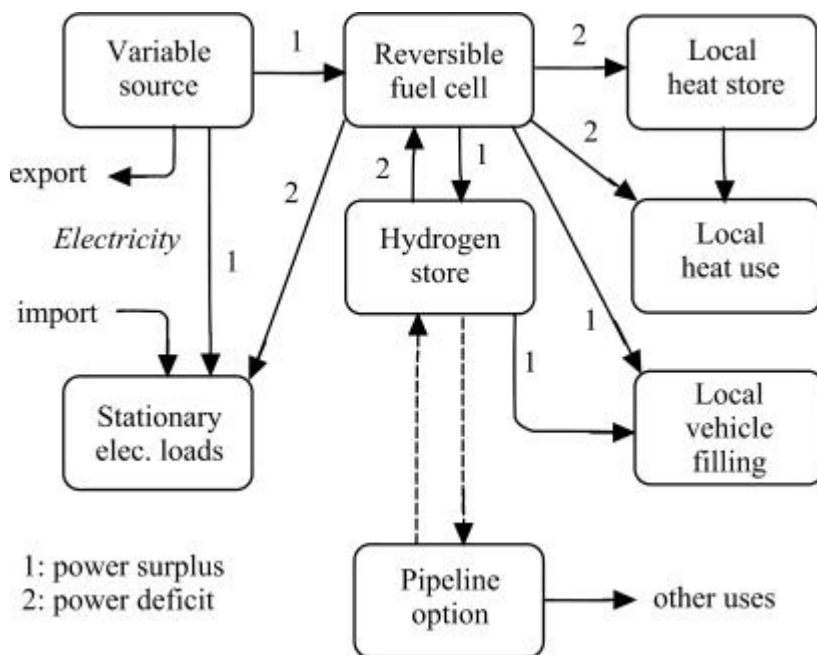 Variable
source
1
Reversible
fuel cell
2
Local
heat store
export
2
1
2
2
Electricity
1
Hydrogen
store
Local
heat use
import
1
1
Stationary
elec. loads
Local
vehicle
filling
1: power surplus
2: power deficit
Pipeline
option
other uses